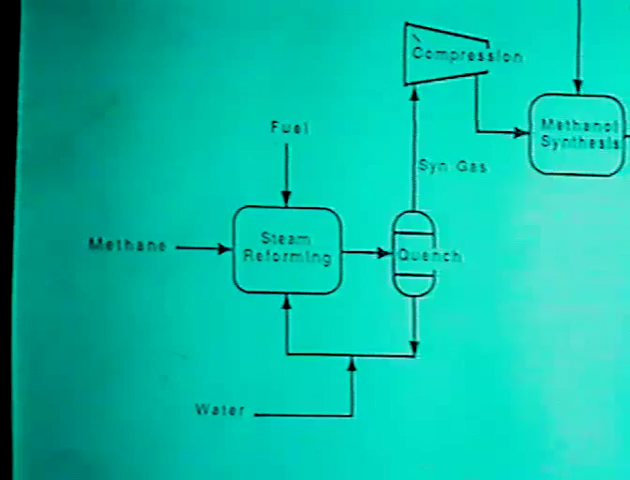 Compression
Methanol
Synthesis
Fuel
Syn Gas
Methane
Steam
Reforming
Quench
Water